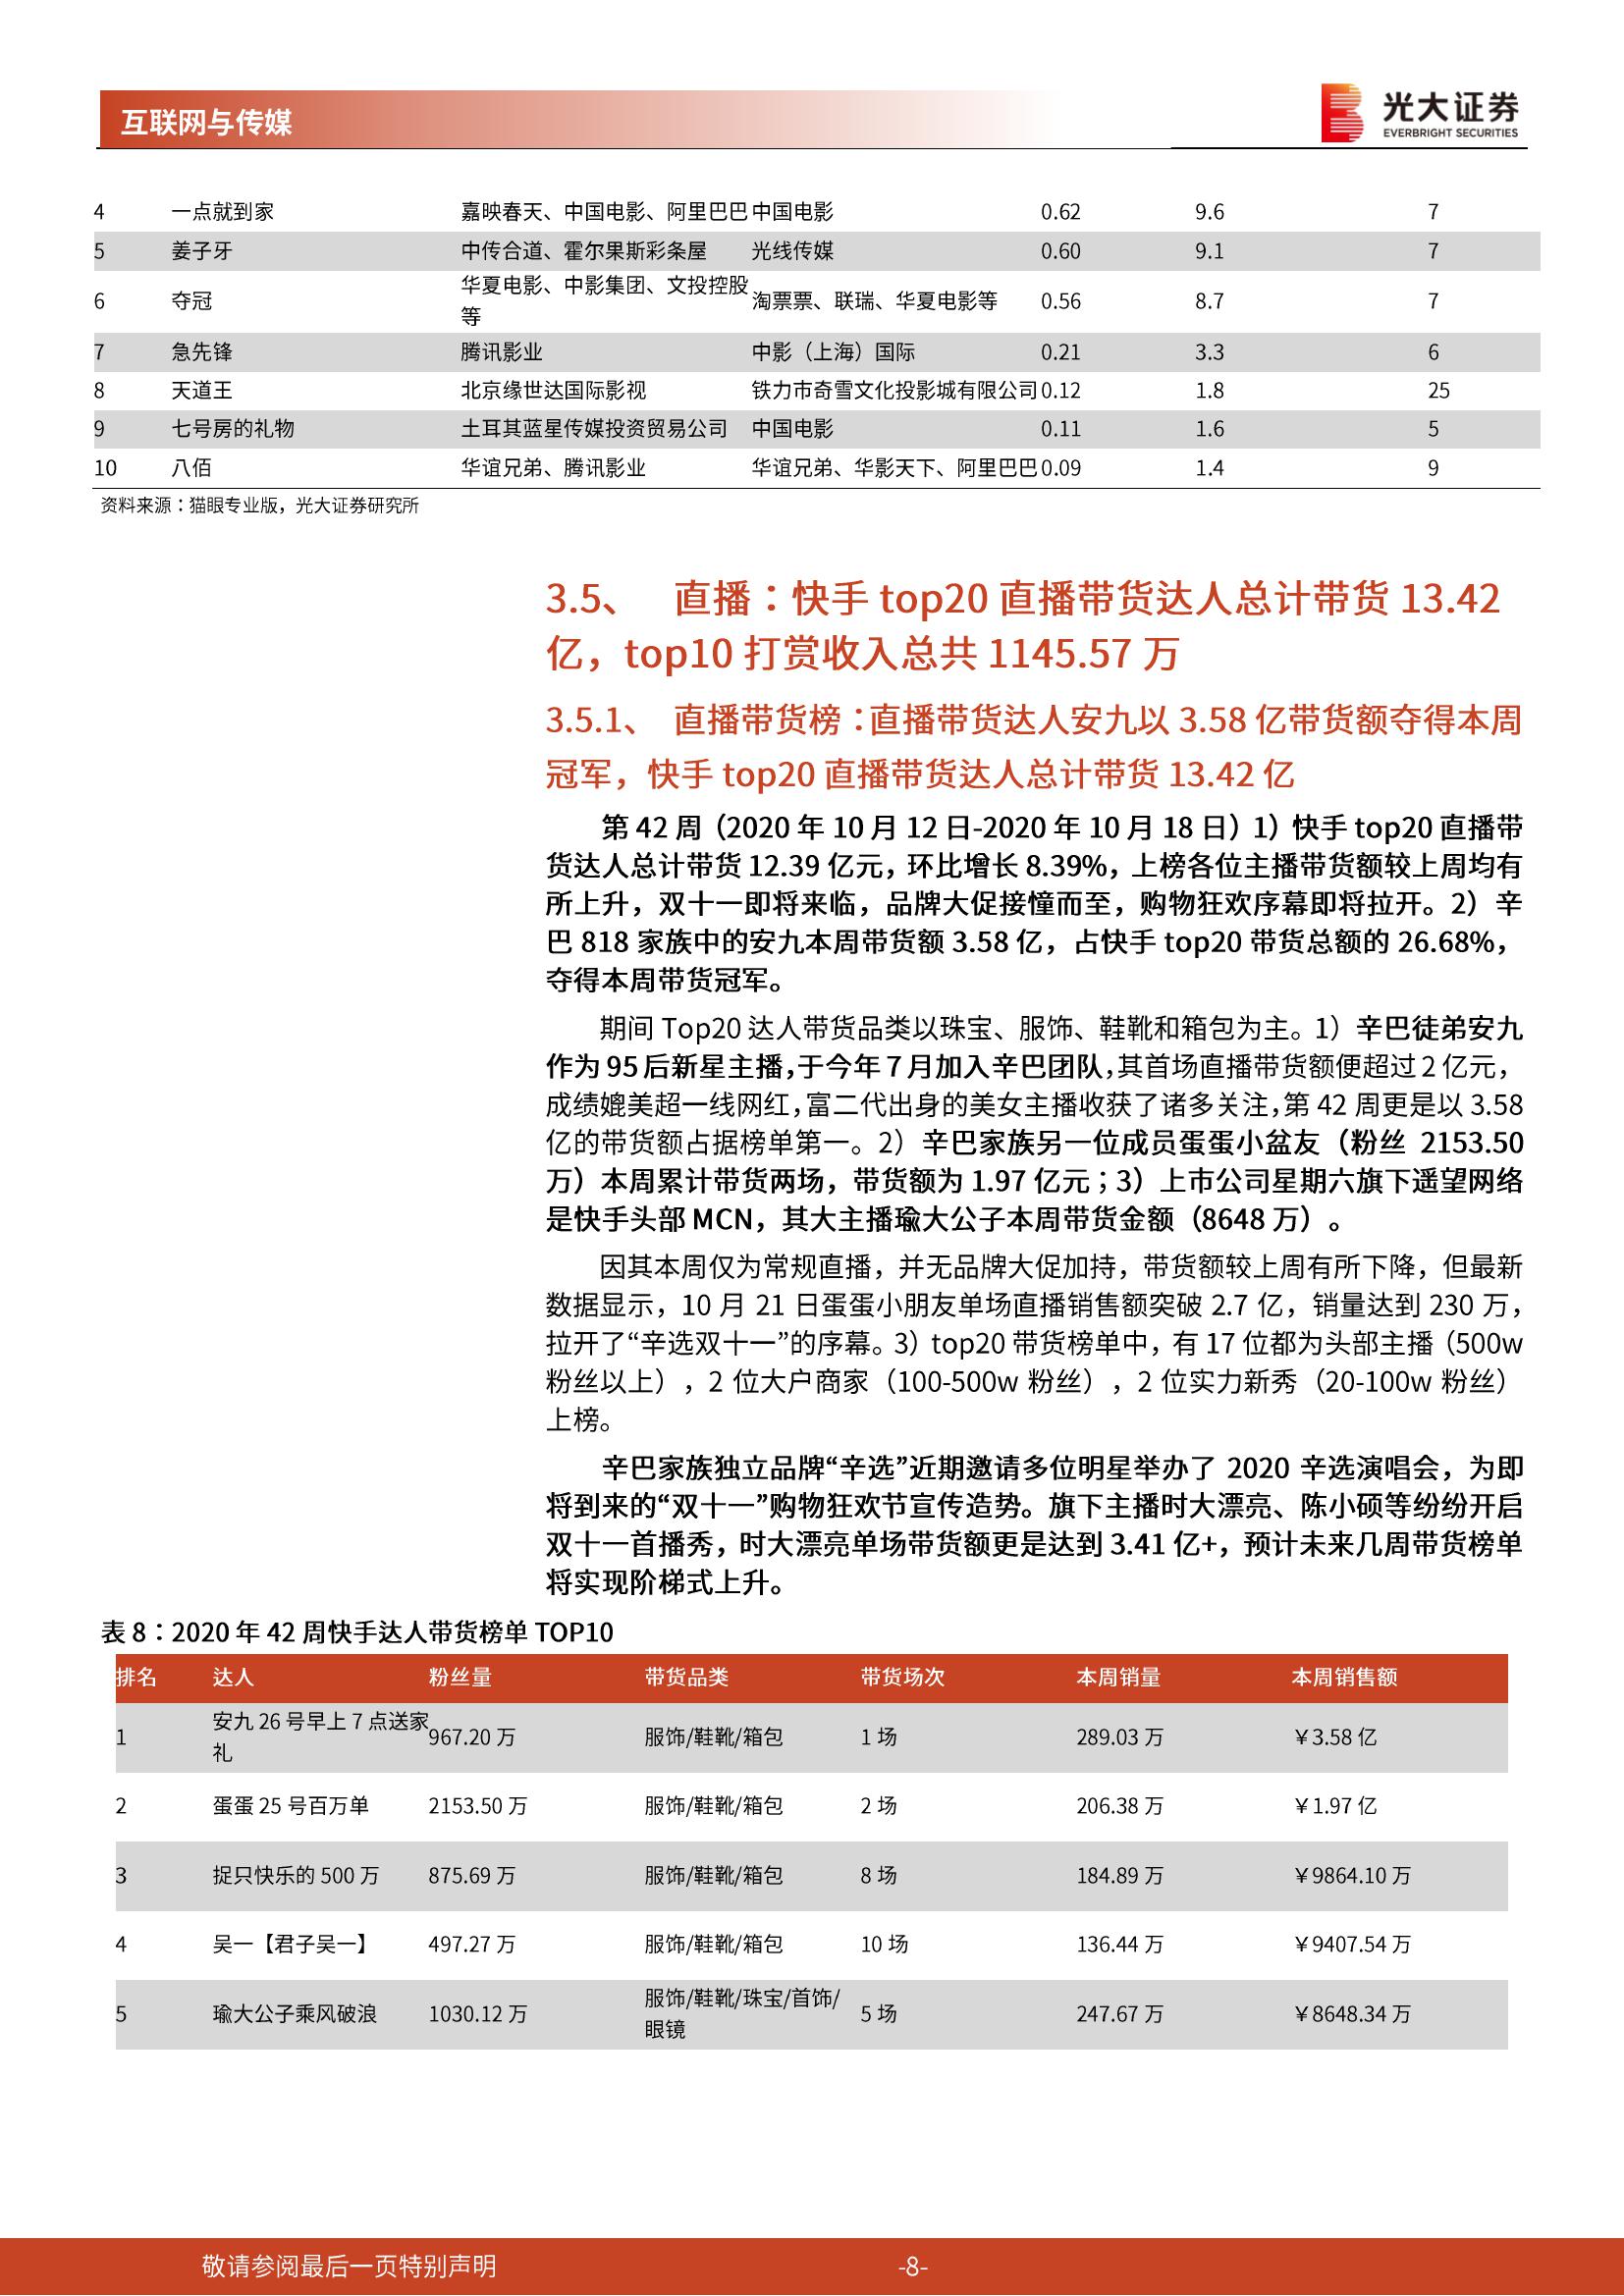 互联网与传媒
光大证券
EVERBRIGHT SECURITIES
4 一点就到家 嘉映春天、中国电影、阿里巴巴 中国电影 0.62 9.6 7
5 姜子牙 中传合道、霍尔果斯彩条屋 光线传媒 0.60 9.1 7
6 夺冠 华夏电影、中影集团、文投控股等 淘票票、联瑞、华夏电影等 0.56 8.7 7
7 急先锋 腾讯影业 中影（上海）国际 0.21 3.3 6
8 天道王 北京缘世达国际影视 铁力市奇雪文化投影城有限公司 0.12 1.8 25
9 七号房的礼物 土耳其蓝星传媒投资贸易公司 中国电影 0.11 1.6 5
10 八佰 华谊兄弟、腾讯影业 华谊兄弟、华影天下、阿里巴巴 0.09 1.4 9
资料来源：猫眼专业版，光大证券研究所
3.5、 直播：快手 top20 直播带货达人总计带货 13.42
亿，top10 打赏收入总共 1145.57 万
3.5.1、 直播带货榜：直播带货达人安九以 3.58 亿带货额夺得本周
冠军，快手 top20 直播带货达人总计带货 13.42 亿
第 42 周（2020 年 10 月 12 日-2020 年 10 月 18 日）1）快手 top20 直播带
货达人总计带货 12.39 亿元，环比增长 8.39%，上榜各位主播带货额较上周均有
所上升，双十一即将来临，品牌大促接憧而至，购物狂欢序幕即将拉开。2）辛
巴 818 家族中的安九本周带货额 3.58 亿，占快手 top20 带货总额的 26.68%，
夺得本周带货冠军。
期间 Top20 达人带货品类以珠宝、服饰、鞋靴和箱包为主。1）辛巴徒弟安九
作为 95 后新星主播，于今年 7 月加入辛巴团队，其首场直播带货额便超过 2 亿元，
成绩媲美超一线网红，富二代出身的美女主播收获了诸多关注，第 42 周更是以 3.58
亿的带货额占据榜单第一。2）辛巴家族另一位成员蛋蛋小盆友（粉丝 2153.50
万）本周累计带货两场，带货额为 1.97 亿元；3）上市公司星期六旗下遥望网络
是快手头部 MCN，其大主播瑜大公子本周带货金额（8648 万）。
因其本周仅为常规直播，并无品牌大促加持，带货额较上周有所下降，但最新
数据显示，10 月 21 日蛋蛋小朋友单场直播销售额突破 2.7 亿，销量达到 230 万，
拉开了“辛选双十一”的序幕。3）top20 带货榜单中，有 17 位都为头部主播（500w
粉丝以上），2 位大户商家（100-500w 粉丝），2 位实力新秀（20-100w 粉丝）
上榜。
辛巴家族独立品牌“辛选”近期邀请多位明星举办了 2020 辛选演唱会，为即
将到来的“双十一”购物狂欢节宣传造势。旗下主播时大漂亮、陈小硕等纷纷开启
双十一首播秀，时大漂亮单场带货额更是达到 3.41 亿+，预计未来几周带货榜单
将实现阶梯式上升。
表 8：2020 年 42 周快手达人带货榜单 TOP10
排名 达人 粉丝量 带货品类 带货场次 本周销量 本周销售额
1 安九 26 号早上 7 点送家礼 967.20 万 服饰/鞋靴/箱包 1 场 289.03 万 ￥3.58 亿
2 蛋蛋 25 号百万单 2153.50 万 服饰/鞋靴/箱包 2 场 206.38 万 ￥1.97 亿
3 捉只快乐的 500 万 875.69 万 服饰/鞋靴/箱包 8 场 184.89 万 ￥9864.10 万
4 吴一【君子吴一】 497.27 万 服饰/鞋靴/箱包 10 场 136.44 万 ￥9407.54 万
5 瑜大公子乘风破浪 1030.12 万 服饰/鞋靴/珠宝/首饰/眼镜 5 场 247.67 万 ￥8648.34 万
敬请参阅最后一页特别声明 -8-